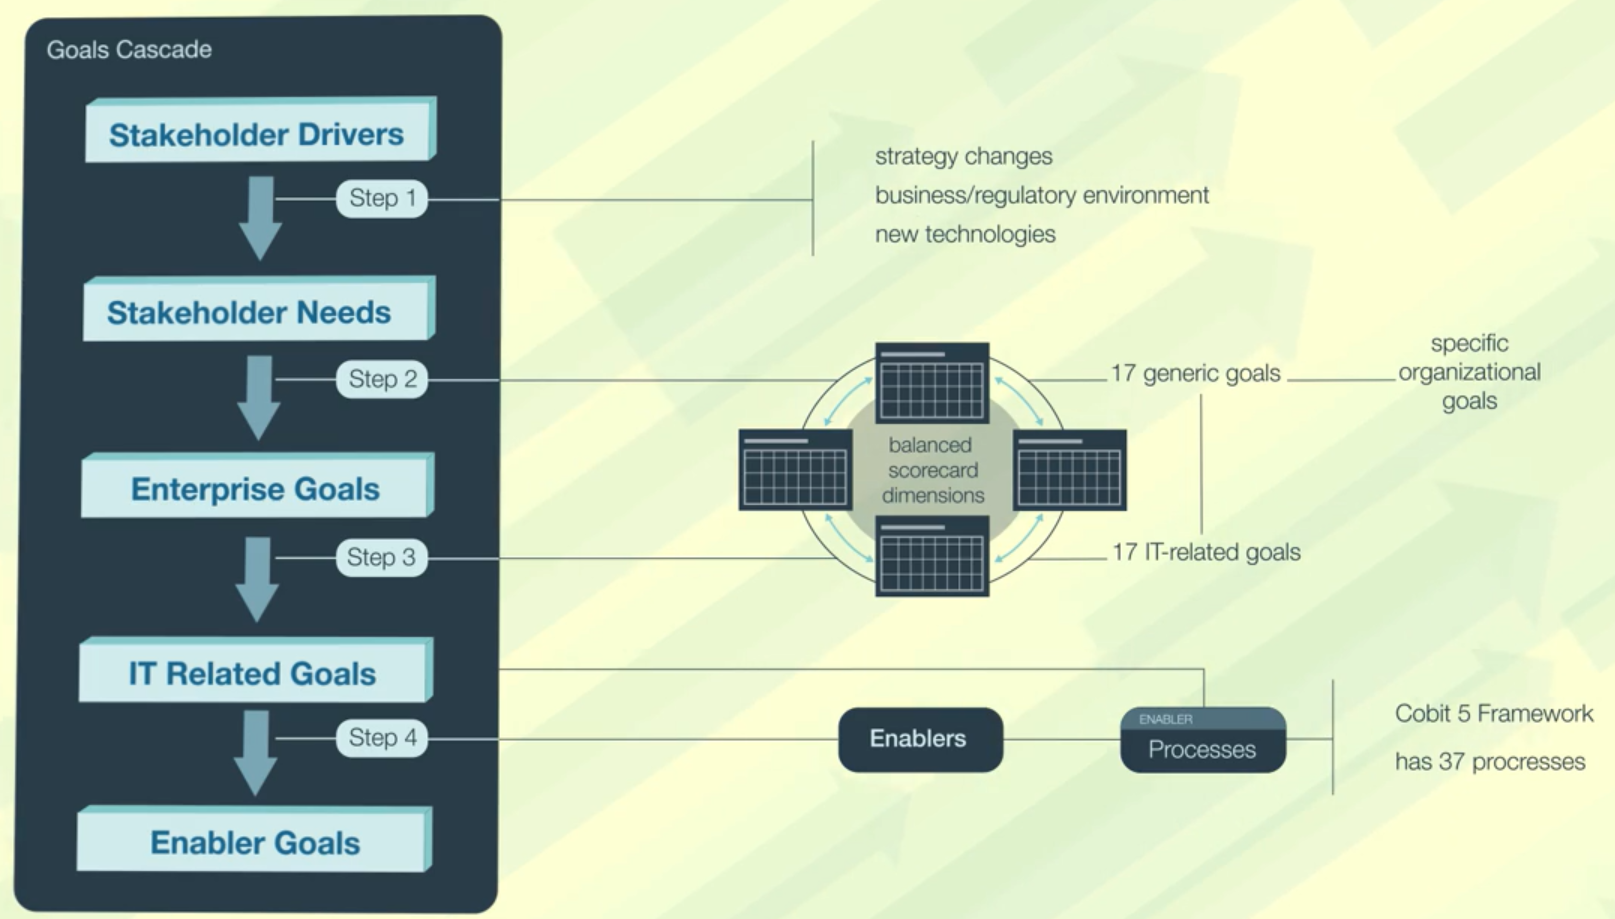 Goals Cascade
Stakeholder Drivers
Step 1
strategy changes
business/regulatory environment
new technologies
Stakeholder Needs
Step 2
17 generic goals
specific
organizational
goals
balanced
scorecard
dimensions
Enterprise Goals
Step 3
17 IT-related goals
IT Related Goals
Step 4
Enablers
ENABLER
Processes
Cobit 5 Framework
has 37 procresses
Enabler Goals